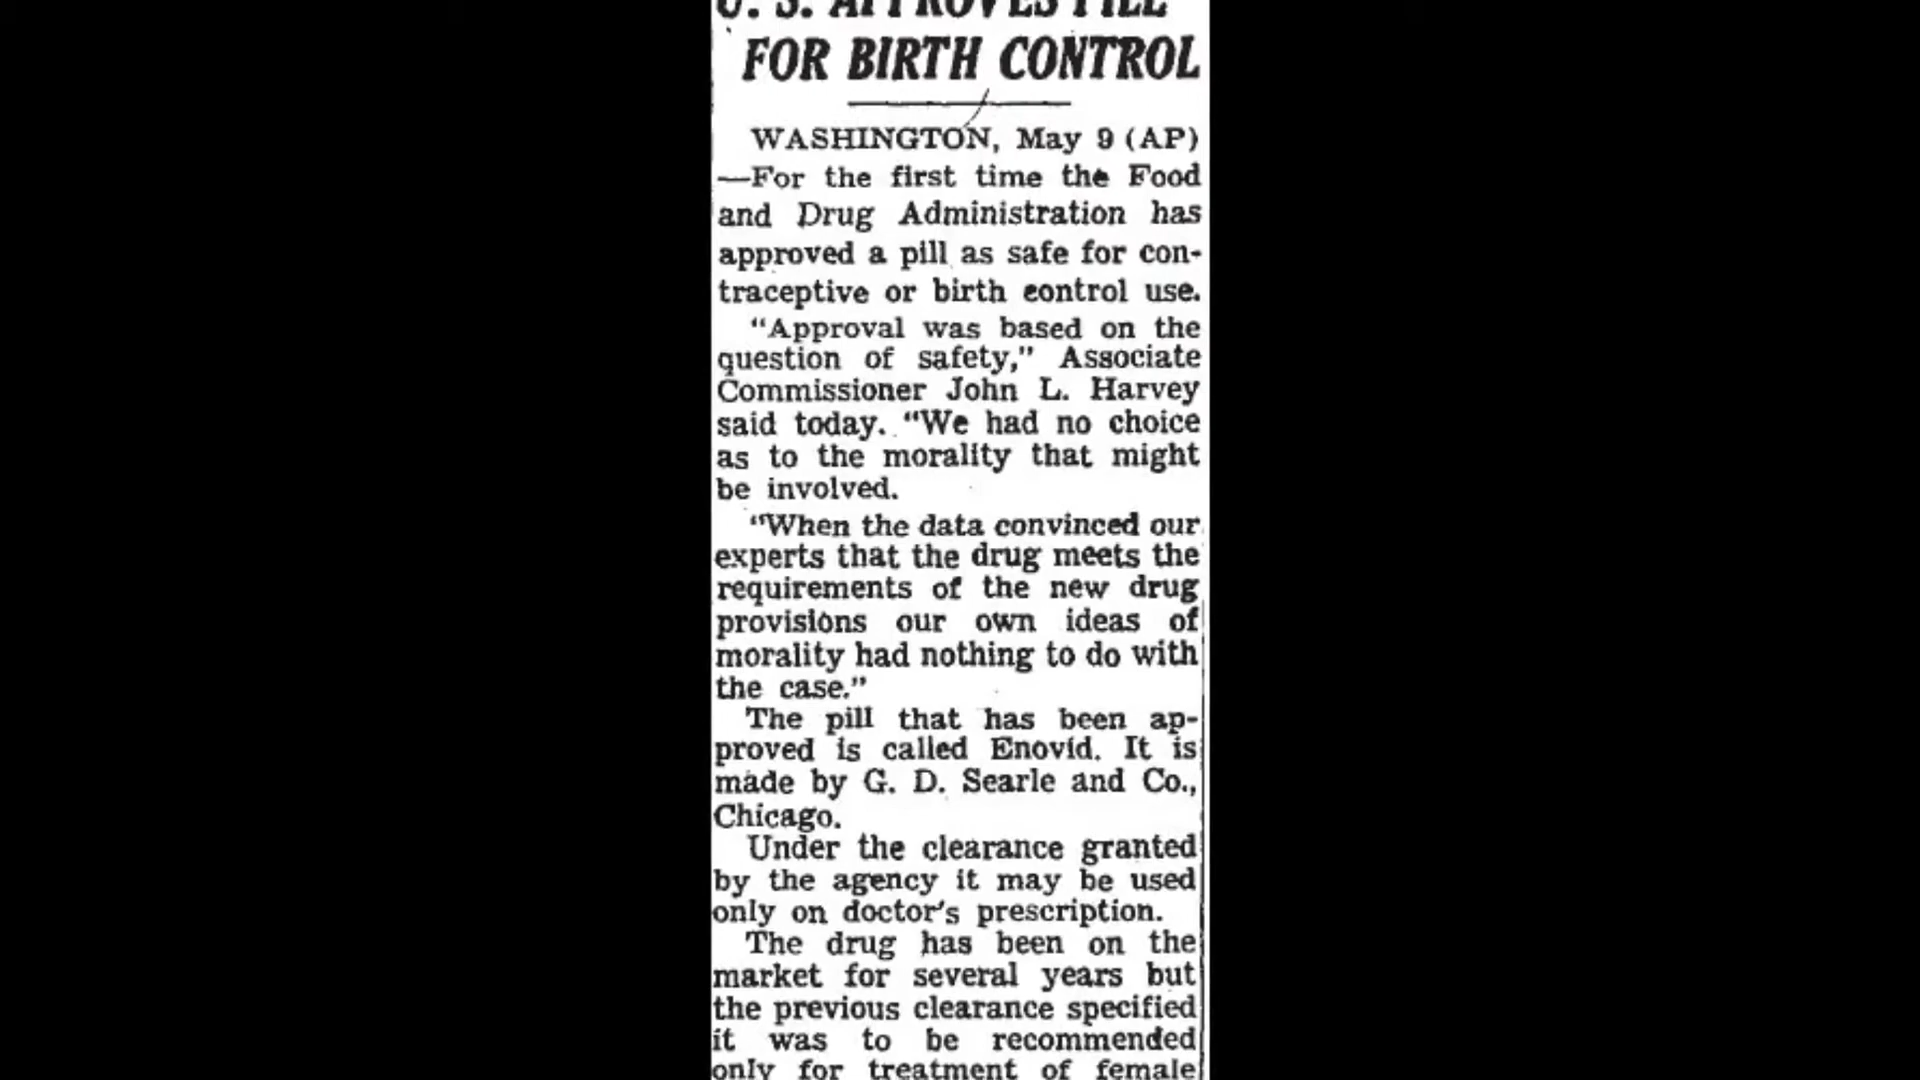 U. S. APPROVES PILL
FOR BIRTH CONTROL
WASHINGTON, May 9 (AP)
—For the first time the Food
and Drug Administration has
approved a pill as safe for con-
traceptive or birth control use.
"Approval was based on the
question of safety," Associate
Commissioner John L. Harvey
said today. "We had no choice
as to the morality that might
be involved.
"When the data convinced our
experts that the drug meets the
requirements of the new drug
provisions our own ideas of
morality had nothing to do with
the case."
The pill that has been ap-
proved is called Enovid. It is
made by G. D. Searle and Co.,
Chicago.
Under the clearance granted
by the agency it may be used
only on doctor's prescription.
The drug has been on the
market for several years but
the previous clearance specified
it was to be recommended
only for treatment of female